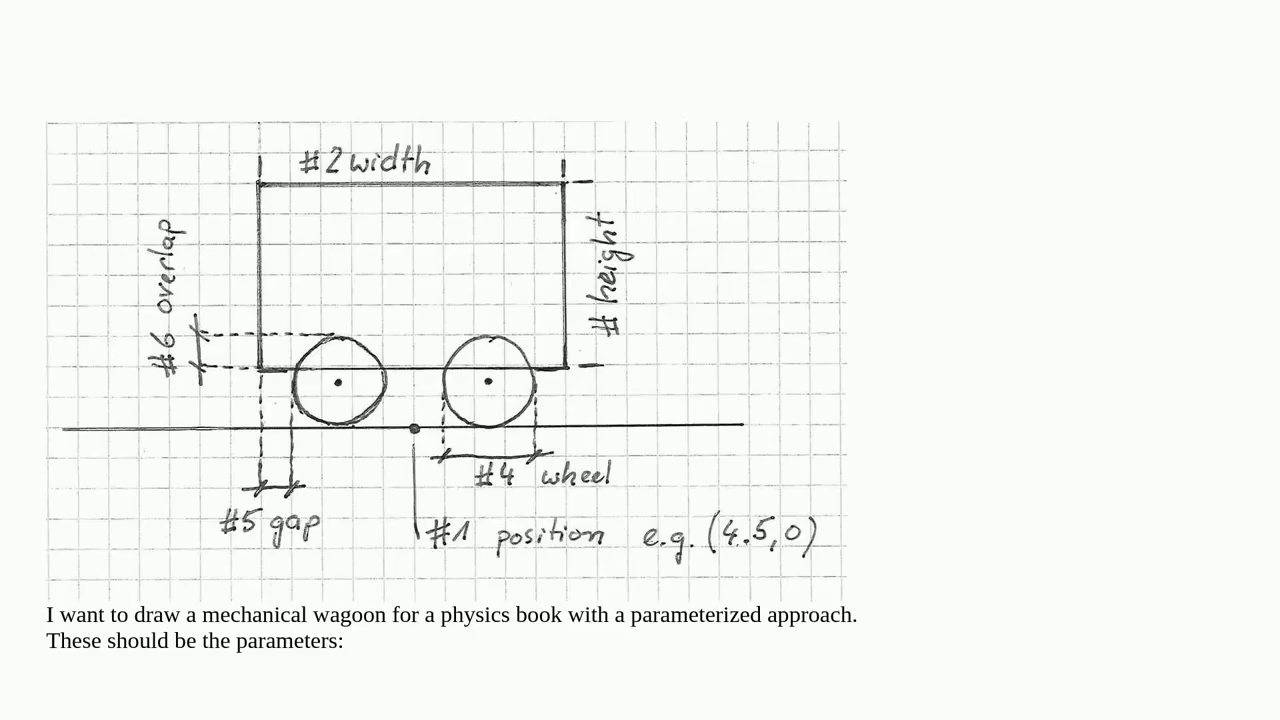 #2 width
#6 overlap
# height
#4 wheel
#5 gap
#1 position e.g. (4.5,0)
I want to draw a mechanical wagoon for a physics book with a parameterized approach.
These should be the parameters: